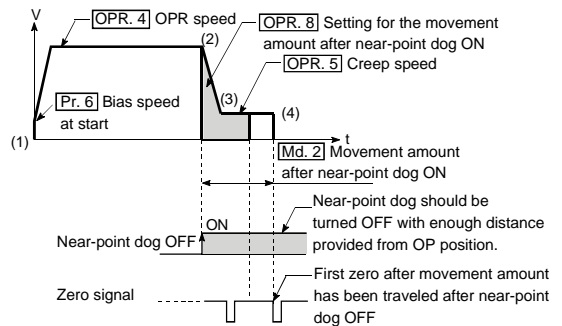 V
OPR. 4 OPR speed
(2)
OPR. 8 Setting for the movement
amount after near-point dog ON
OPR. 5 Creep speed
Pr. 6 Bias speed
at start
(3)
(4)
(1)
t
Md. 2 Movement amount
after near-point dog ON
Near-point dog should be
turned OFF with enough distance
provided from OP position.
ON
Near-point dog OFF
First zero after movement amount
has been traveled after near-point
dog OFF
Zero signal